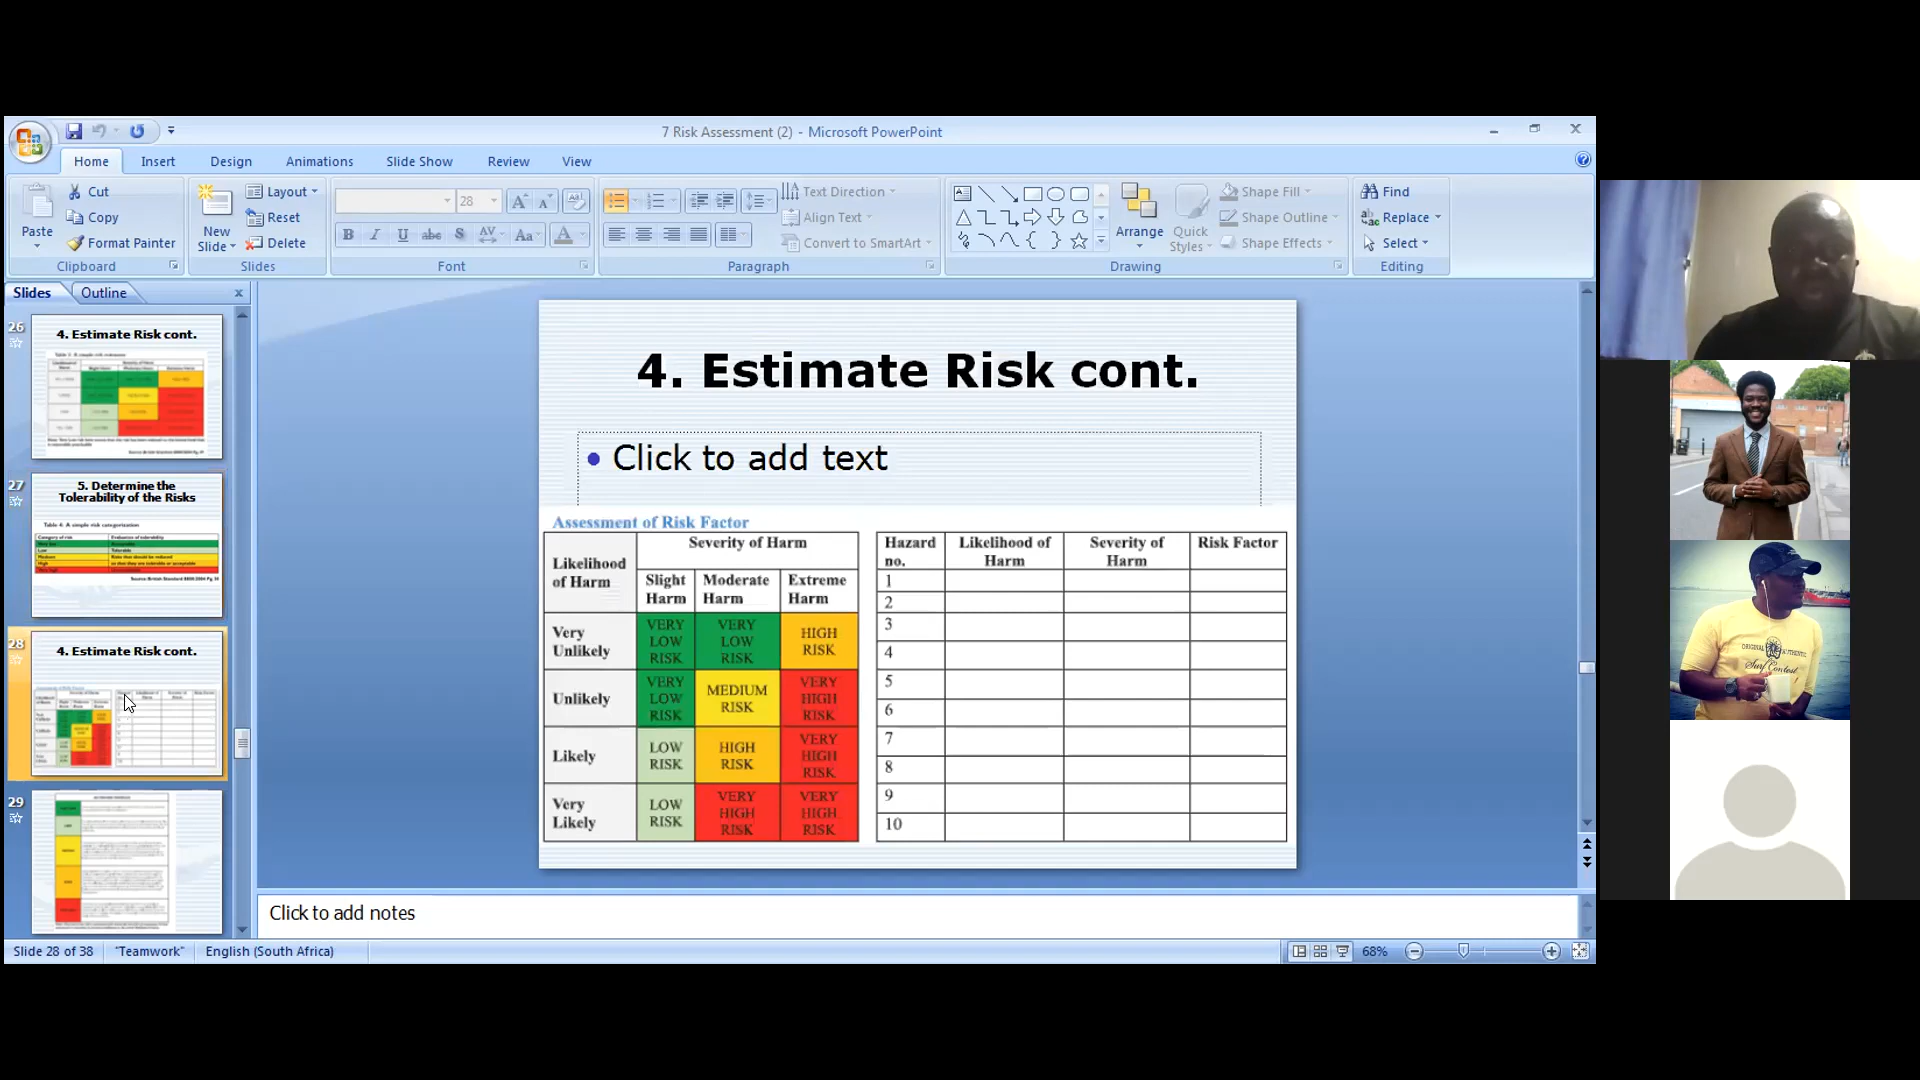 7 Risk Assessment (2) - Microsoft PowerPoint
Home Insert Design Animations Slide Show Review View
Paste
Cut
Copy
Format Painter
Clipboard
New Slide
Layout
Reset
Delete
Slides
28
Font
Text Direction
Align Text
Convert to SmartArt
Paragraph
Arrange
Quick Styles
Shape Fill
Shape Outline
Shape Effects
Drawing
Find
Replace
Select
Editing
Slides Outline
26
4. Estimate Risk cont.
27
5. Determine the
Tolerability of the Risks
28
4. Estimate Risk cont.
29
4. Estimate Risk cont.
• Click to add text
Assessment of Risk Factor
Likelihood of Harm
Severity of Harm
Slight Harm Moderate Harm Extreme Harm
Very Unlikely VERY LOW RISK VERY LOW RISK HIGH RISK
Unlikely VERY LOW RISK MEDIUM RISK VERY HIGH RISK
Likely LOW RISK HIGH RISK VERY HIGH RISK
Very Likely LOW RISK VERY HIGH RISK VERY HIGH RISK
Hazard no. Likelihood of Harm Severity of Harm Risk Factor
1
2
3
4
5
6
7
8
9
10
Click to add notes
Slide 28 of 38 "Teamwork" English (South Africa) 68%
ORIGINAL AUTHENTIC
Surf Contest